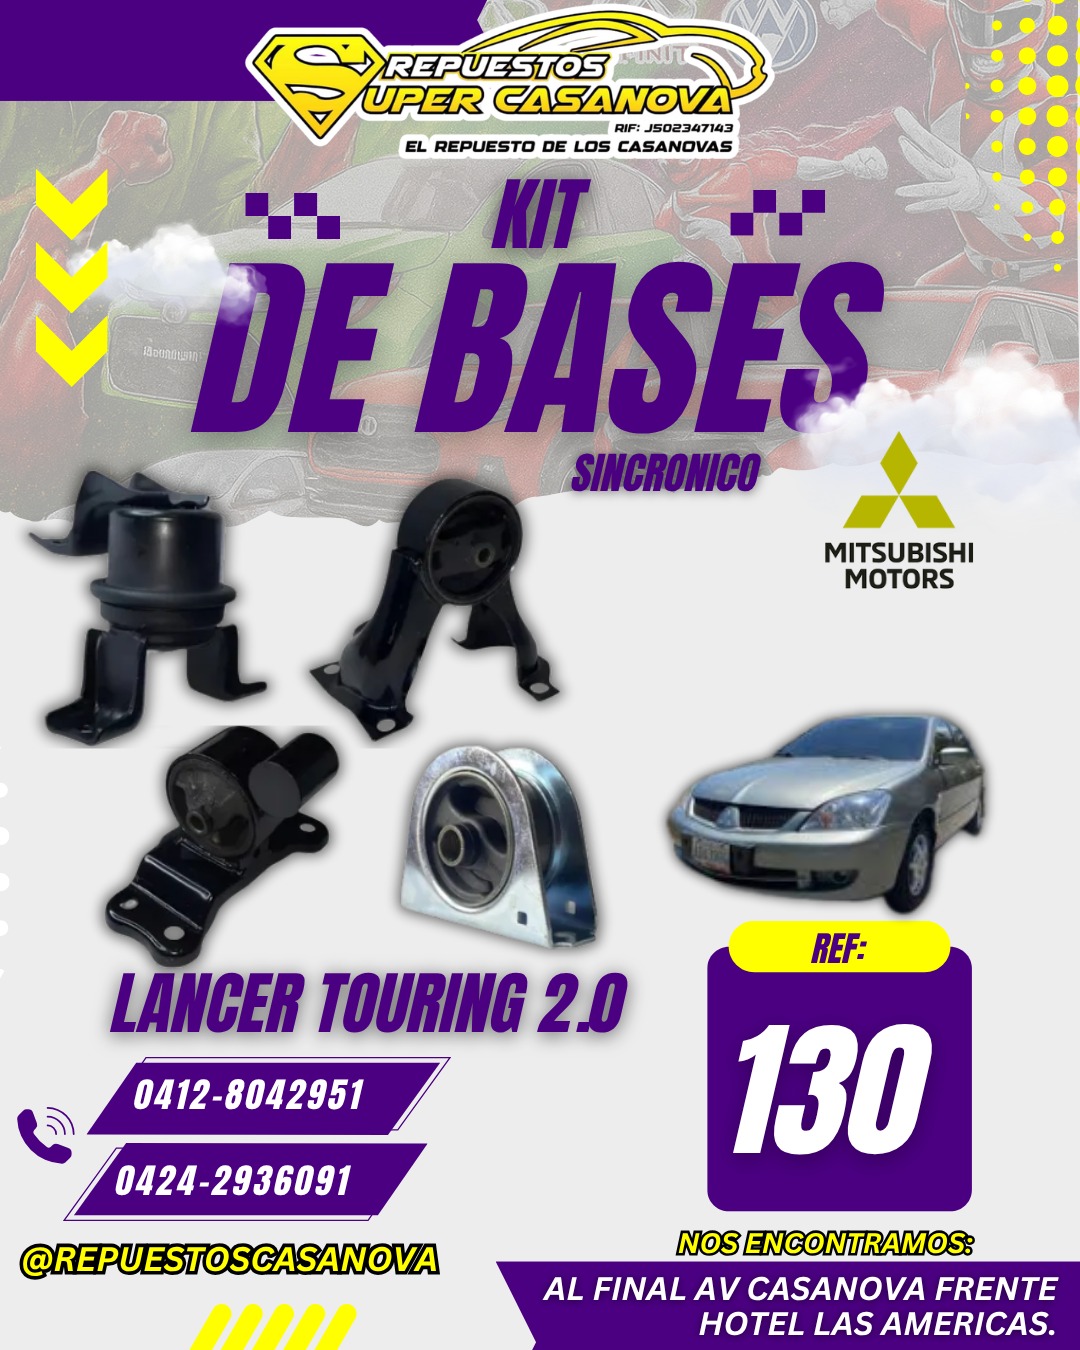 REPUESTOS
SUPER CASANOVA
RIF: J502347143
EL REPUESTO DE LOS CASANOVAS
KIT
DE BASES
SINCRONICO
MITSUBISHI
MOTORS
LANCER TOURING 2.0
REF:
130
0412-8042951
0424-2936091
@REPUESTOSCASANOVA
NOS ENCONTRAMOS:
AL FINAL AV CASANOVA FRENTE
HOTEL LAS AMERICAS.